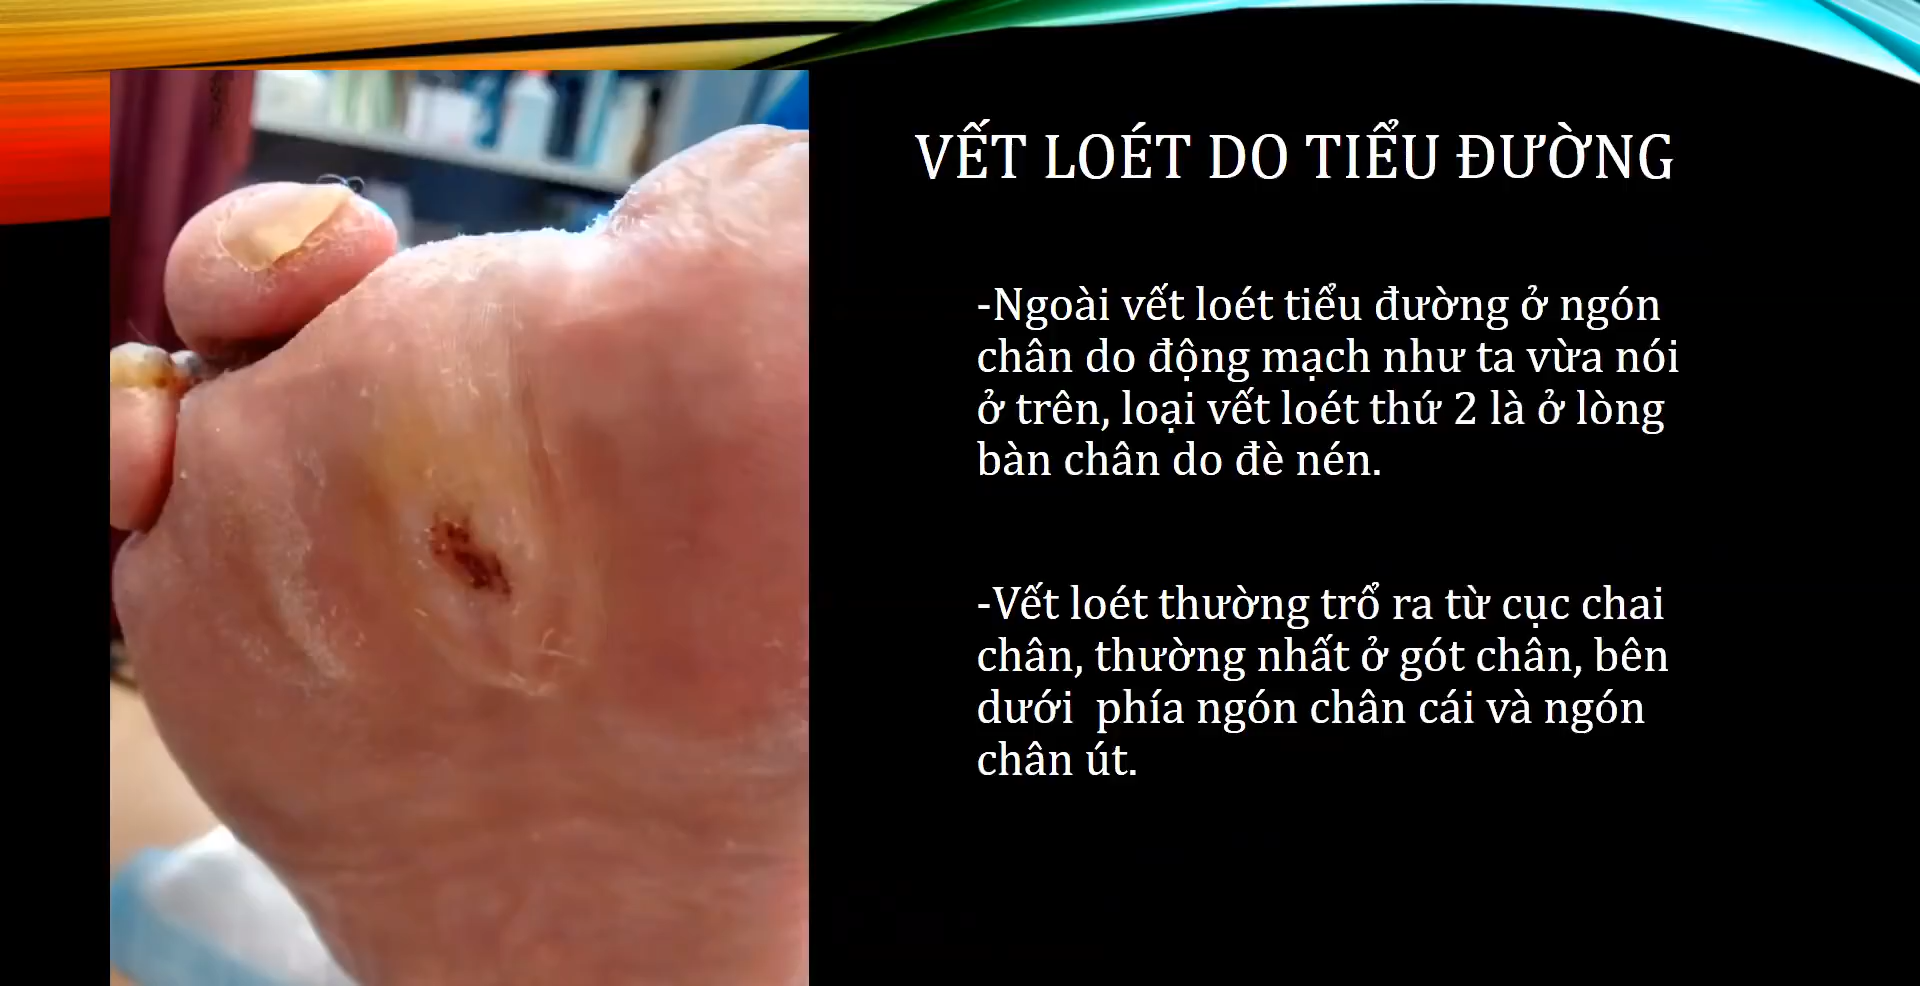 VẾT LOÉT DO TIỂU ĐƯỜNG
-Ngoài vết loét tiểu đường ở ngón
chân do động mạch như ta vừa nói
ở trên, loại vết loét thứ 2 là ở lòng
bàn chân do đè nén.
-Vết loét thường trổ ra từ cục chai
chân, thường nhất ở gót chân, bên
dưới  phía ngón chân cái và ngón
chân út.